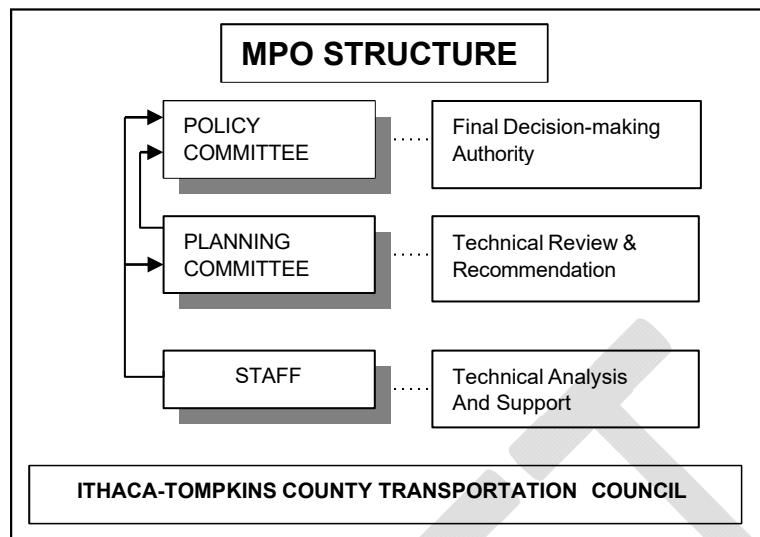 MPO STRUCTURE
POLICY
COMMITTEE
Final Decision-making
Authority
PLANNING
COMMITTEE
Technical Review &
Recommendation
STAFF
Technical Analysis
And Support
ITHACA-TOMPKINS COUNTY TRANSPORTATION COUNCIL